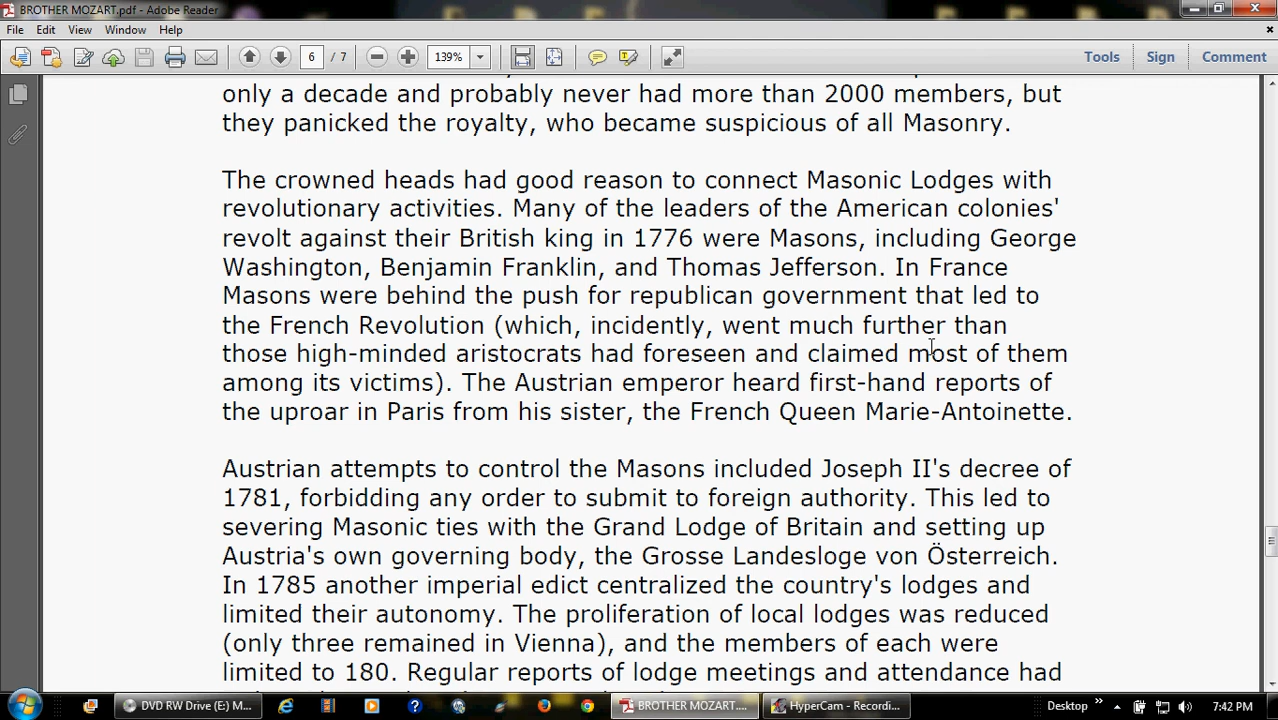 BROTHER MOZART.pdf - Adobe Reader
File Edit View Window Help
6 / 7 139% Tools Sign Comment
only a decade and probably never had more than 2000 members, but
they panicked the royalty, who became suspicious of all Masonry.
The crowned heads had good reason to connect Masonic Lodges with
revolutionary activities. Many of the leaders of the American colonies'
revolt against their British king in 1776 were Masons, including George
Washington, Benjamin Franklin, and Thomas Jefferson. In France
Masons were behind the push for republican government that led to
the French Revolution (which, incidently, went much further than
those high-minded aristocrats had foreseen and claimed most of them
among its victims). The Austrian emperor heard first-hand reports of
the uproar in Paris from his sister, the French Queen Marie-Antoinette.
Austrian attempts to control the Masons included Joseph II's decree of
1781, forbidding any order to submit to foreign authority. This led to
severing Masonic ties with the Grand Lodge of Britain and setting up
Austria's own governing body, the Grosse Landesloge von Österreich.
In 1785 another imperial edict centralized the country's lodges and
limited their autonomy. The proliferation of local lodges was reduced
(only three remained in Vienna), and the members of each were
limited to 180. Regular reports of lodge meetings and attendance had
DVD RW Drive (E:) M... BROTHER MOZART.... HyperCam - Recordi... Desktop » 7:42 PM